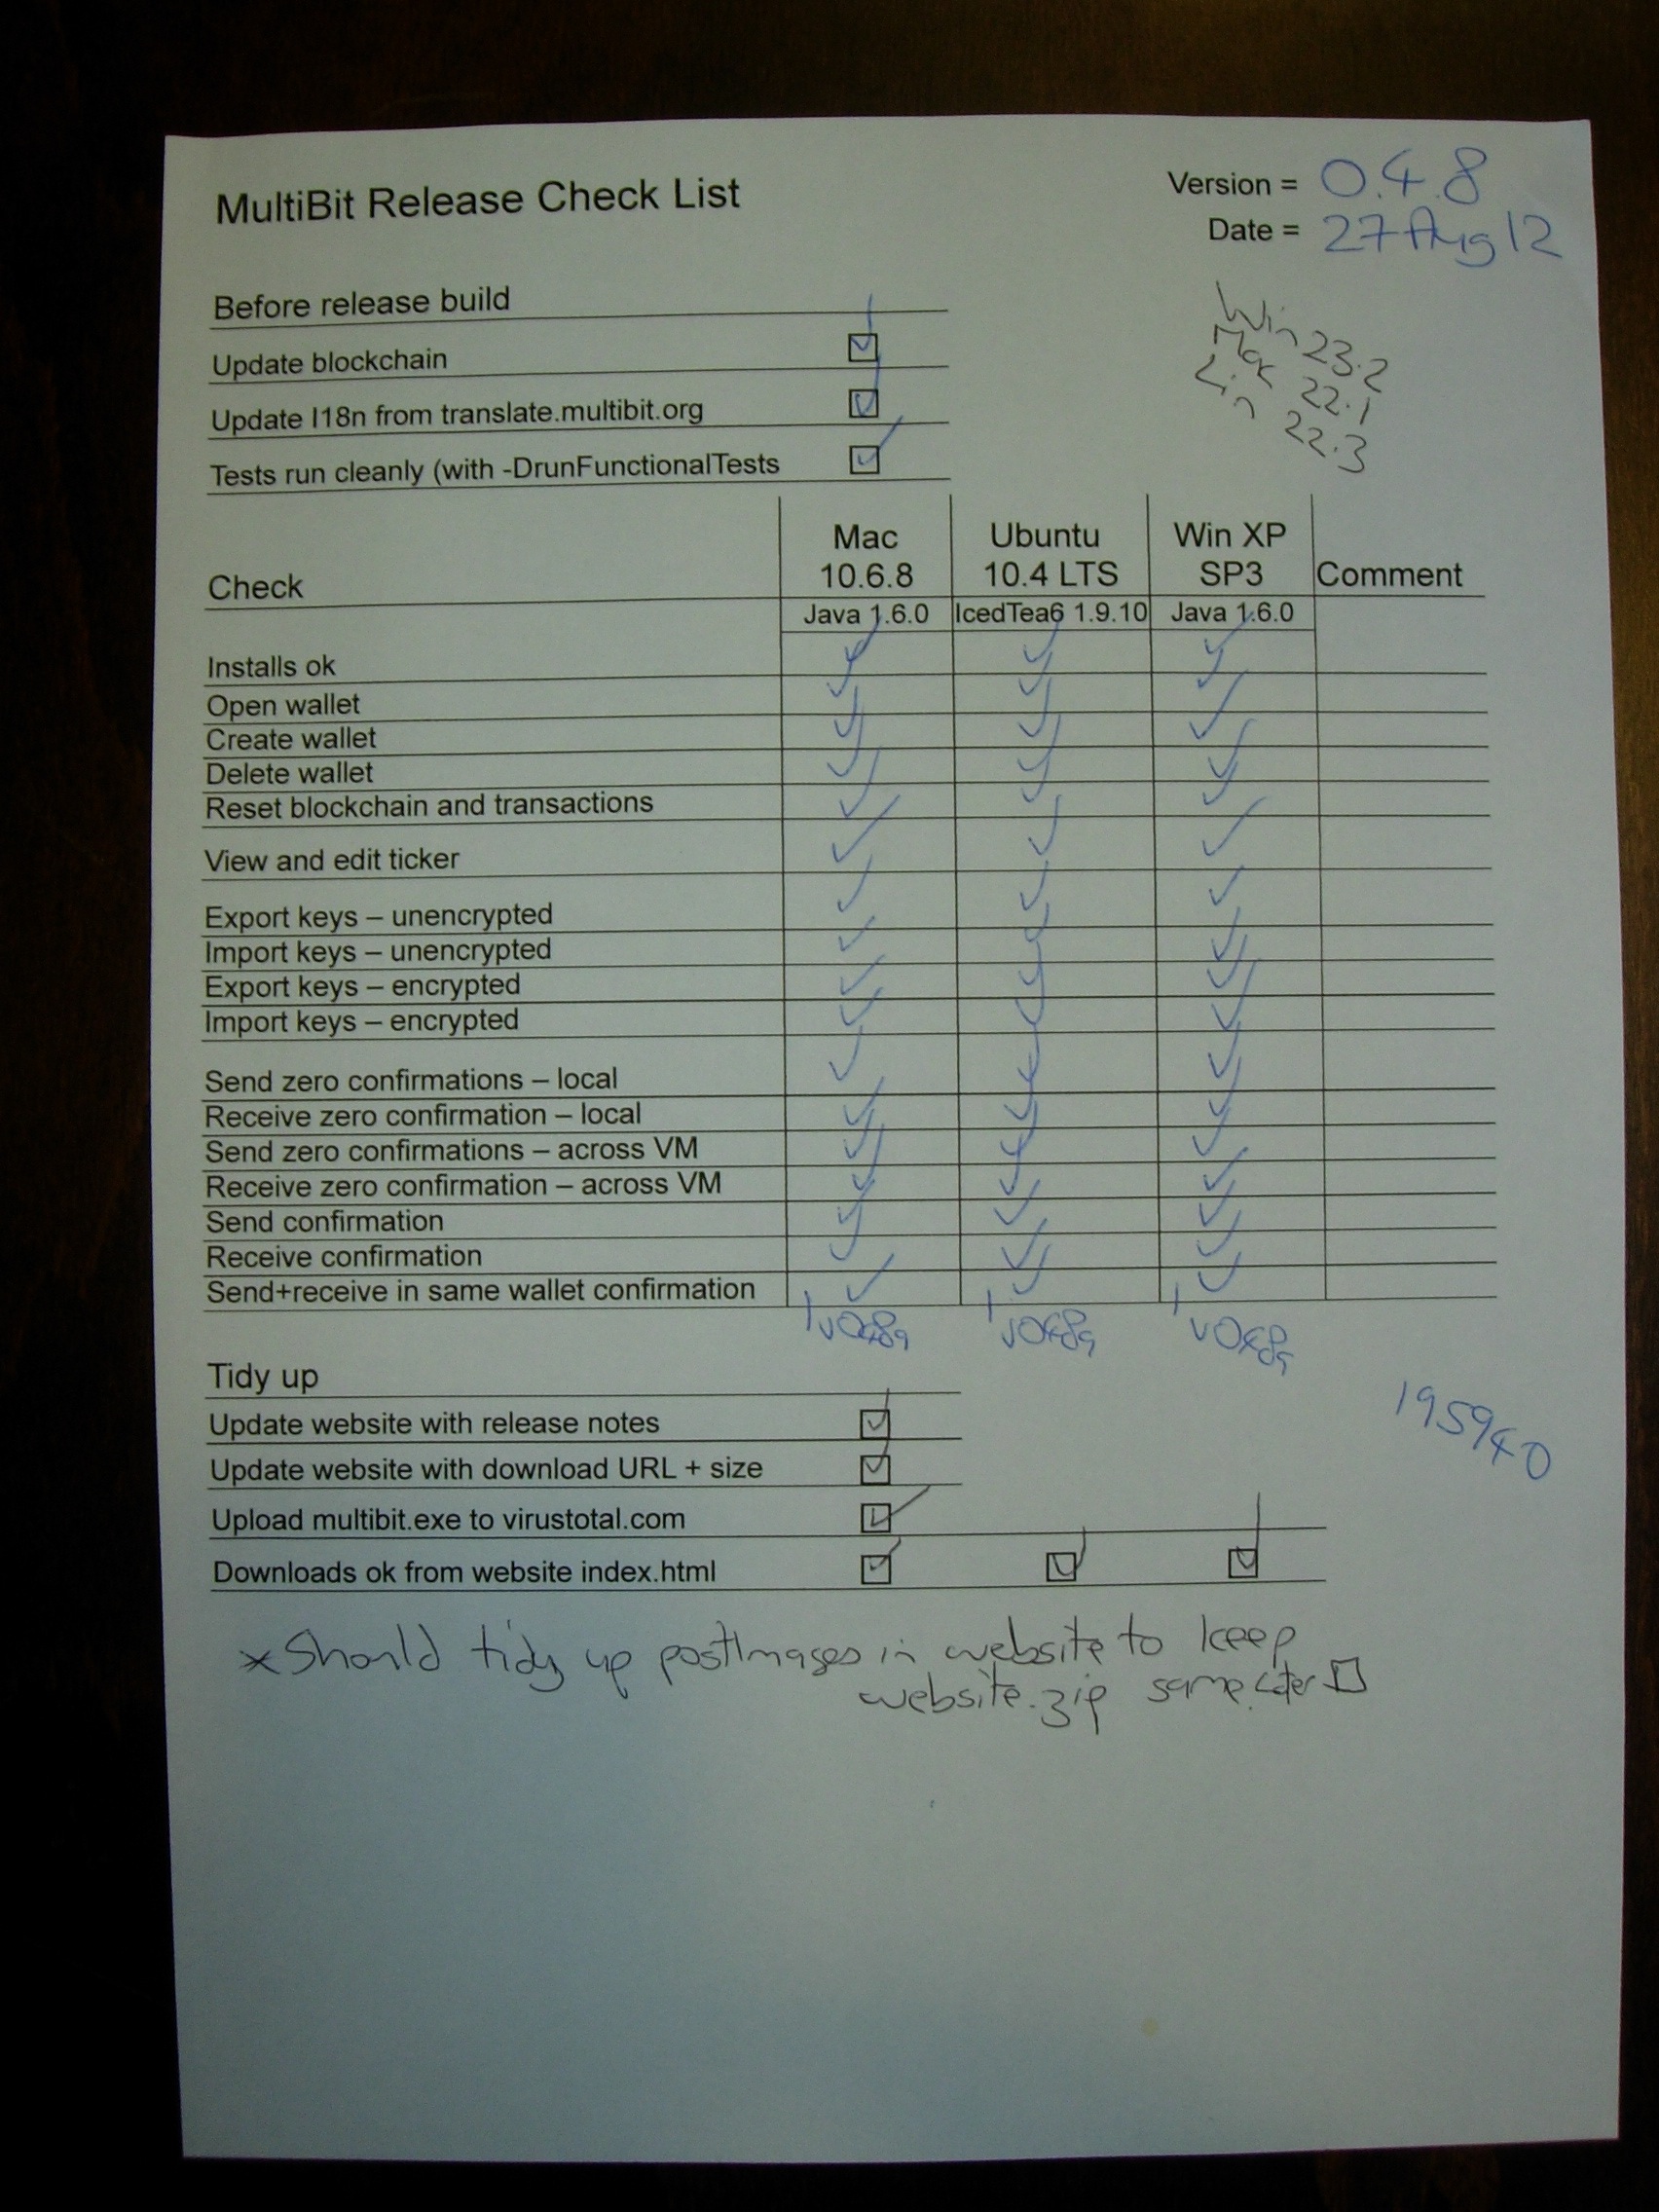 MultiBit Release Check List
Version = 0.4.8
Date = 27 Aug 12
Win 23.2
Mac 22.1
Lin 22.3
Before release build
Update blockchain
Update I18n from translate.multibit.org
Tests run cleanly (with -DrunFunctionalTests
Check Mac 10.6.8 Ubuntu 10.4 LTS Win XP SP3 Comment
Java 1.6.0 IcedTea6 1.9.10 Java 1.6.0
Installs ok
Open wallet
Create wallet
Delete wallet
Reset blockchain and transactions
View and edit ticker
Export keys – unencrypted
Import keys – unencrypted
Export keys – encrypted
Import keys – encrypted
Send zero confirmations – local
Receive zero confirmation – local
Send zero confirmations – across VM
Receive zero confirmation – across VM
Send confirmation
Receive confirmation
Send+receive in same wallet confirmation
Tidy up
195940
Update website with release notes
Update website with download URL + size
Upload multibit.exe to virustotal.com
Downloads ok from website index.html
*Should tidy up postImages in website to keep
website.zip same